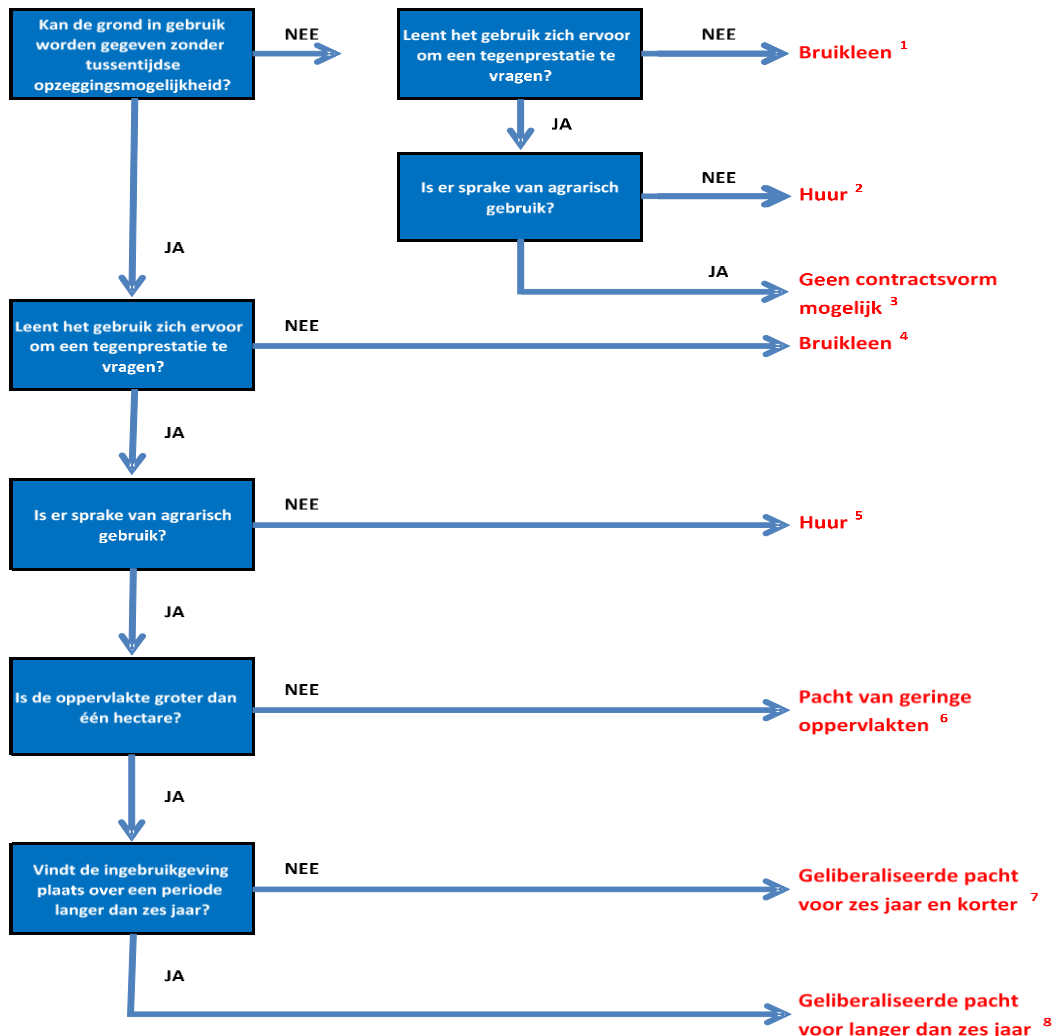 Kan de grond in gebruik
worden gegeven zonder
tussentijdse
opzeggingsmogelijkheid?
NEE
Leent het gebruik zich ervoor
om een tegenprestatie te
vragen?
NEE
Bruikleen 1
JA
Is er sprake van agrarisch
gebruik?
NEE
Huur 2
JA
JA
Geen contractsvorm
mogelijk 3
Leent het gebruik zich ervoor
om een tegenprestatie te
vragen?
NEE
Bruikleen 4
JA
Is er sprake van agrarisch
gebruik?
NEE
Huur 5
JA
Is de oppervlakte groter dan
één hectare?
NEE
Pacht van geringe
oppervlakten 6
JA
Vindt de ingebruikgeving
plaats over een periode
langer dan zes jaar?
NEE
Geliberaliseerde pacht
voor zes jaar en korter 7
JA
Geliberaliseerde pacht
voor langer dan zes jaar 8